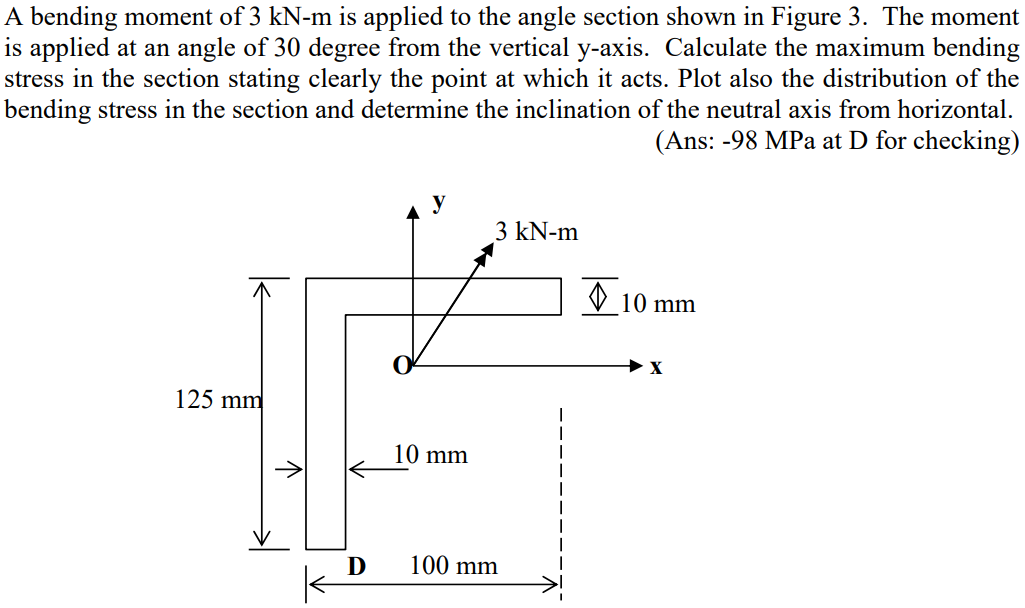 A bending moment of 3 kN-m is applied to the angle section shown in Figure 3. The moment
is applied at an angle of 30 degree from the vertical y-axis. Calculate the maximum bending
stress in the section stating clearly the point at which it acts. Plot also the distribution of the
bending stress in the section and determine the inclination of the neutral axis from horizontal.
(Ans: -98 MPa at D for checking)
y
3 kN-m
10 mm
O
x
125 mm
10 mm
D
100 mm